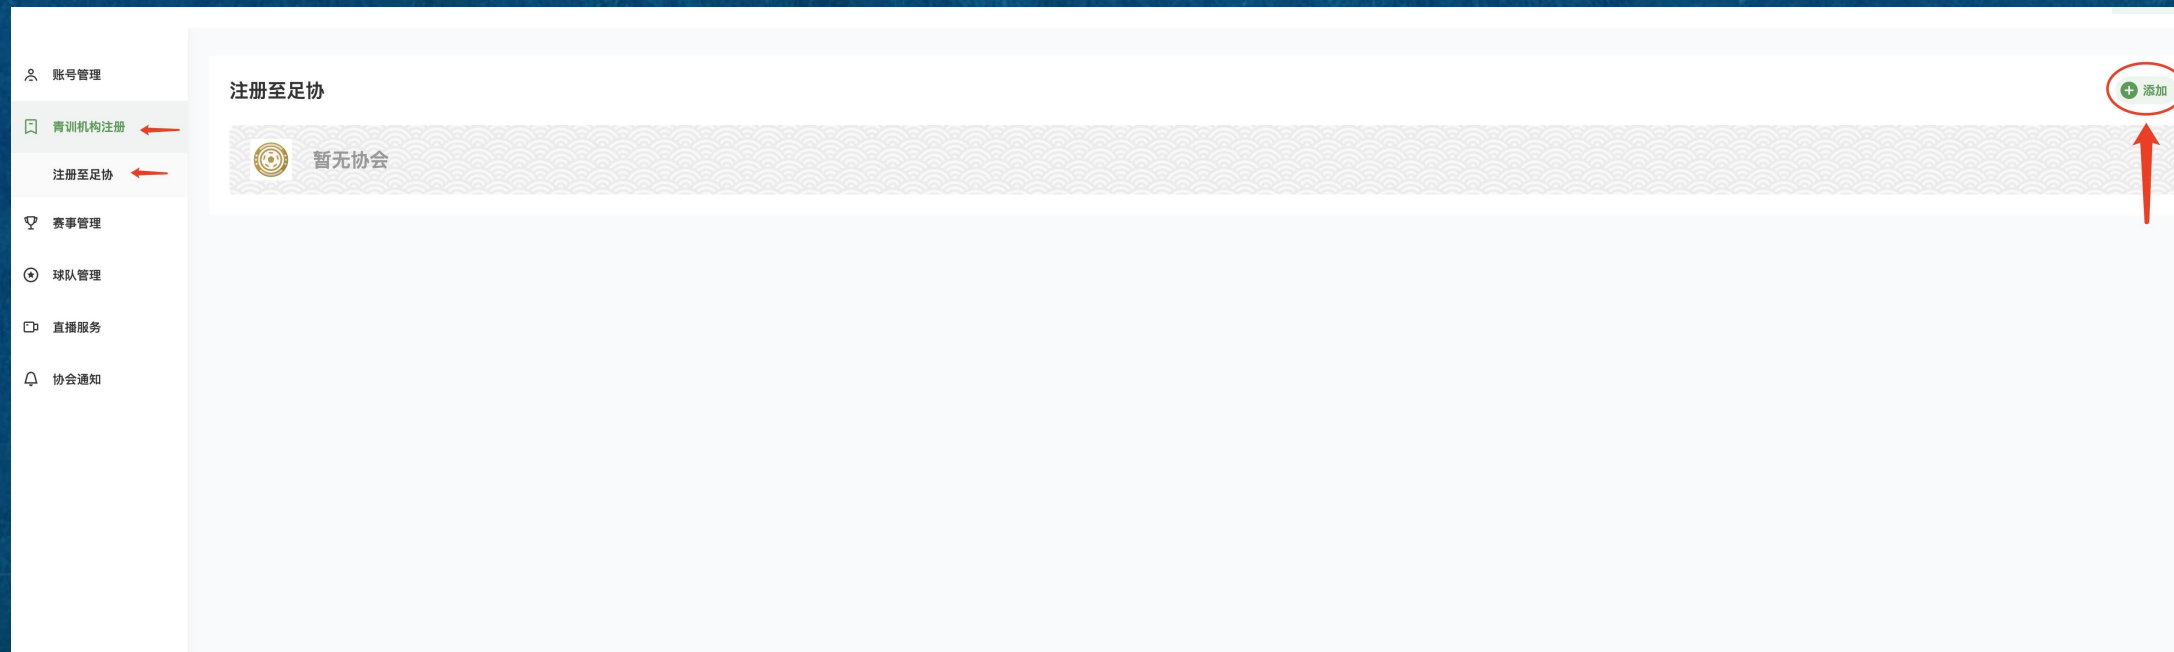 账号管理
青训机构注册
注册至足协
赛事管理
球队管理
直播服务
协会通知
注册至足协
添加
暂无协会